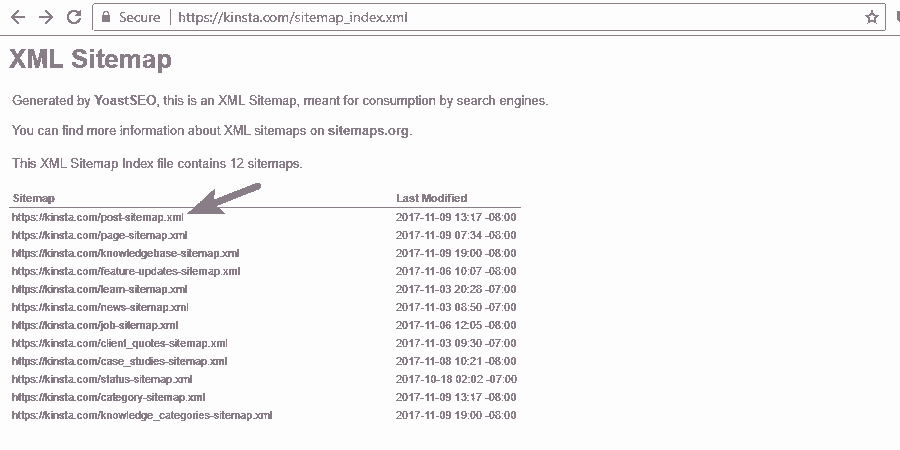 Secure https://kinsta.com/sitemap_index.xml
XML Sitemap
Generated by YoastSEO, this is an XML Sitemap, meant for consumption by search engines.
You can find more information about XML sitemaps on sitemaps.org.
This XML Sitemap Index file contains 12 sitemaps.
Sitemap Last Modified
https://kinsta.com/post-sitemap.xml 2017-11-09 13:17 -08:00
https://kinsta.com/page-sitemap.xml 2017-11-09 07:34 -08:00
https://kinsta.com/knowledgebase-sitemap.xml 2017-11-09 19:00 -08:00
https://kinsta.com/feature-updates-sitemap.xml 2017-11-06 10:07 -08:00
https://kinsta.com/learn-sitemap.xml 2017-11-03 20:28 -07:00
https://kinsta.com/news-sitemap.xml 2017-11-03 08:50 -07:00
https://kinsta.com/job-sitemap.xml 2017-11-06 12:05 -08:00
https://kinsta.com/client_quotes-sitemap.xml 2017-11-03 09:30 -07:00
https://kinsta.com/case_studies-sitemap.xml 2017-11-08 10:21 -08:00
https://kinsta.com/status-sitemap.xml 2017-10-18 02:02 -07:00
https://kinsta.com/category-sitemap.xml 2017-11-09 13:17 -08:00
https://kinsta.com/knowledge_categories-sitemap.xml 2017-11-09 19:00 -08:00